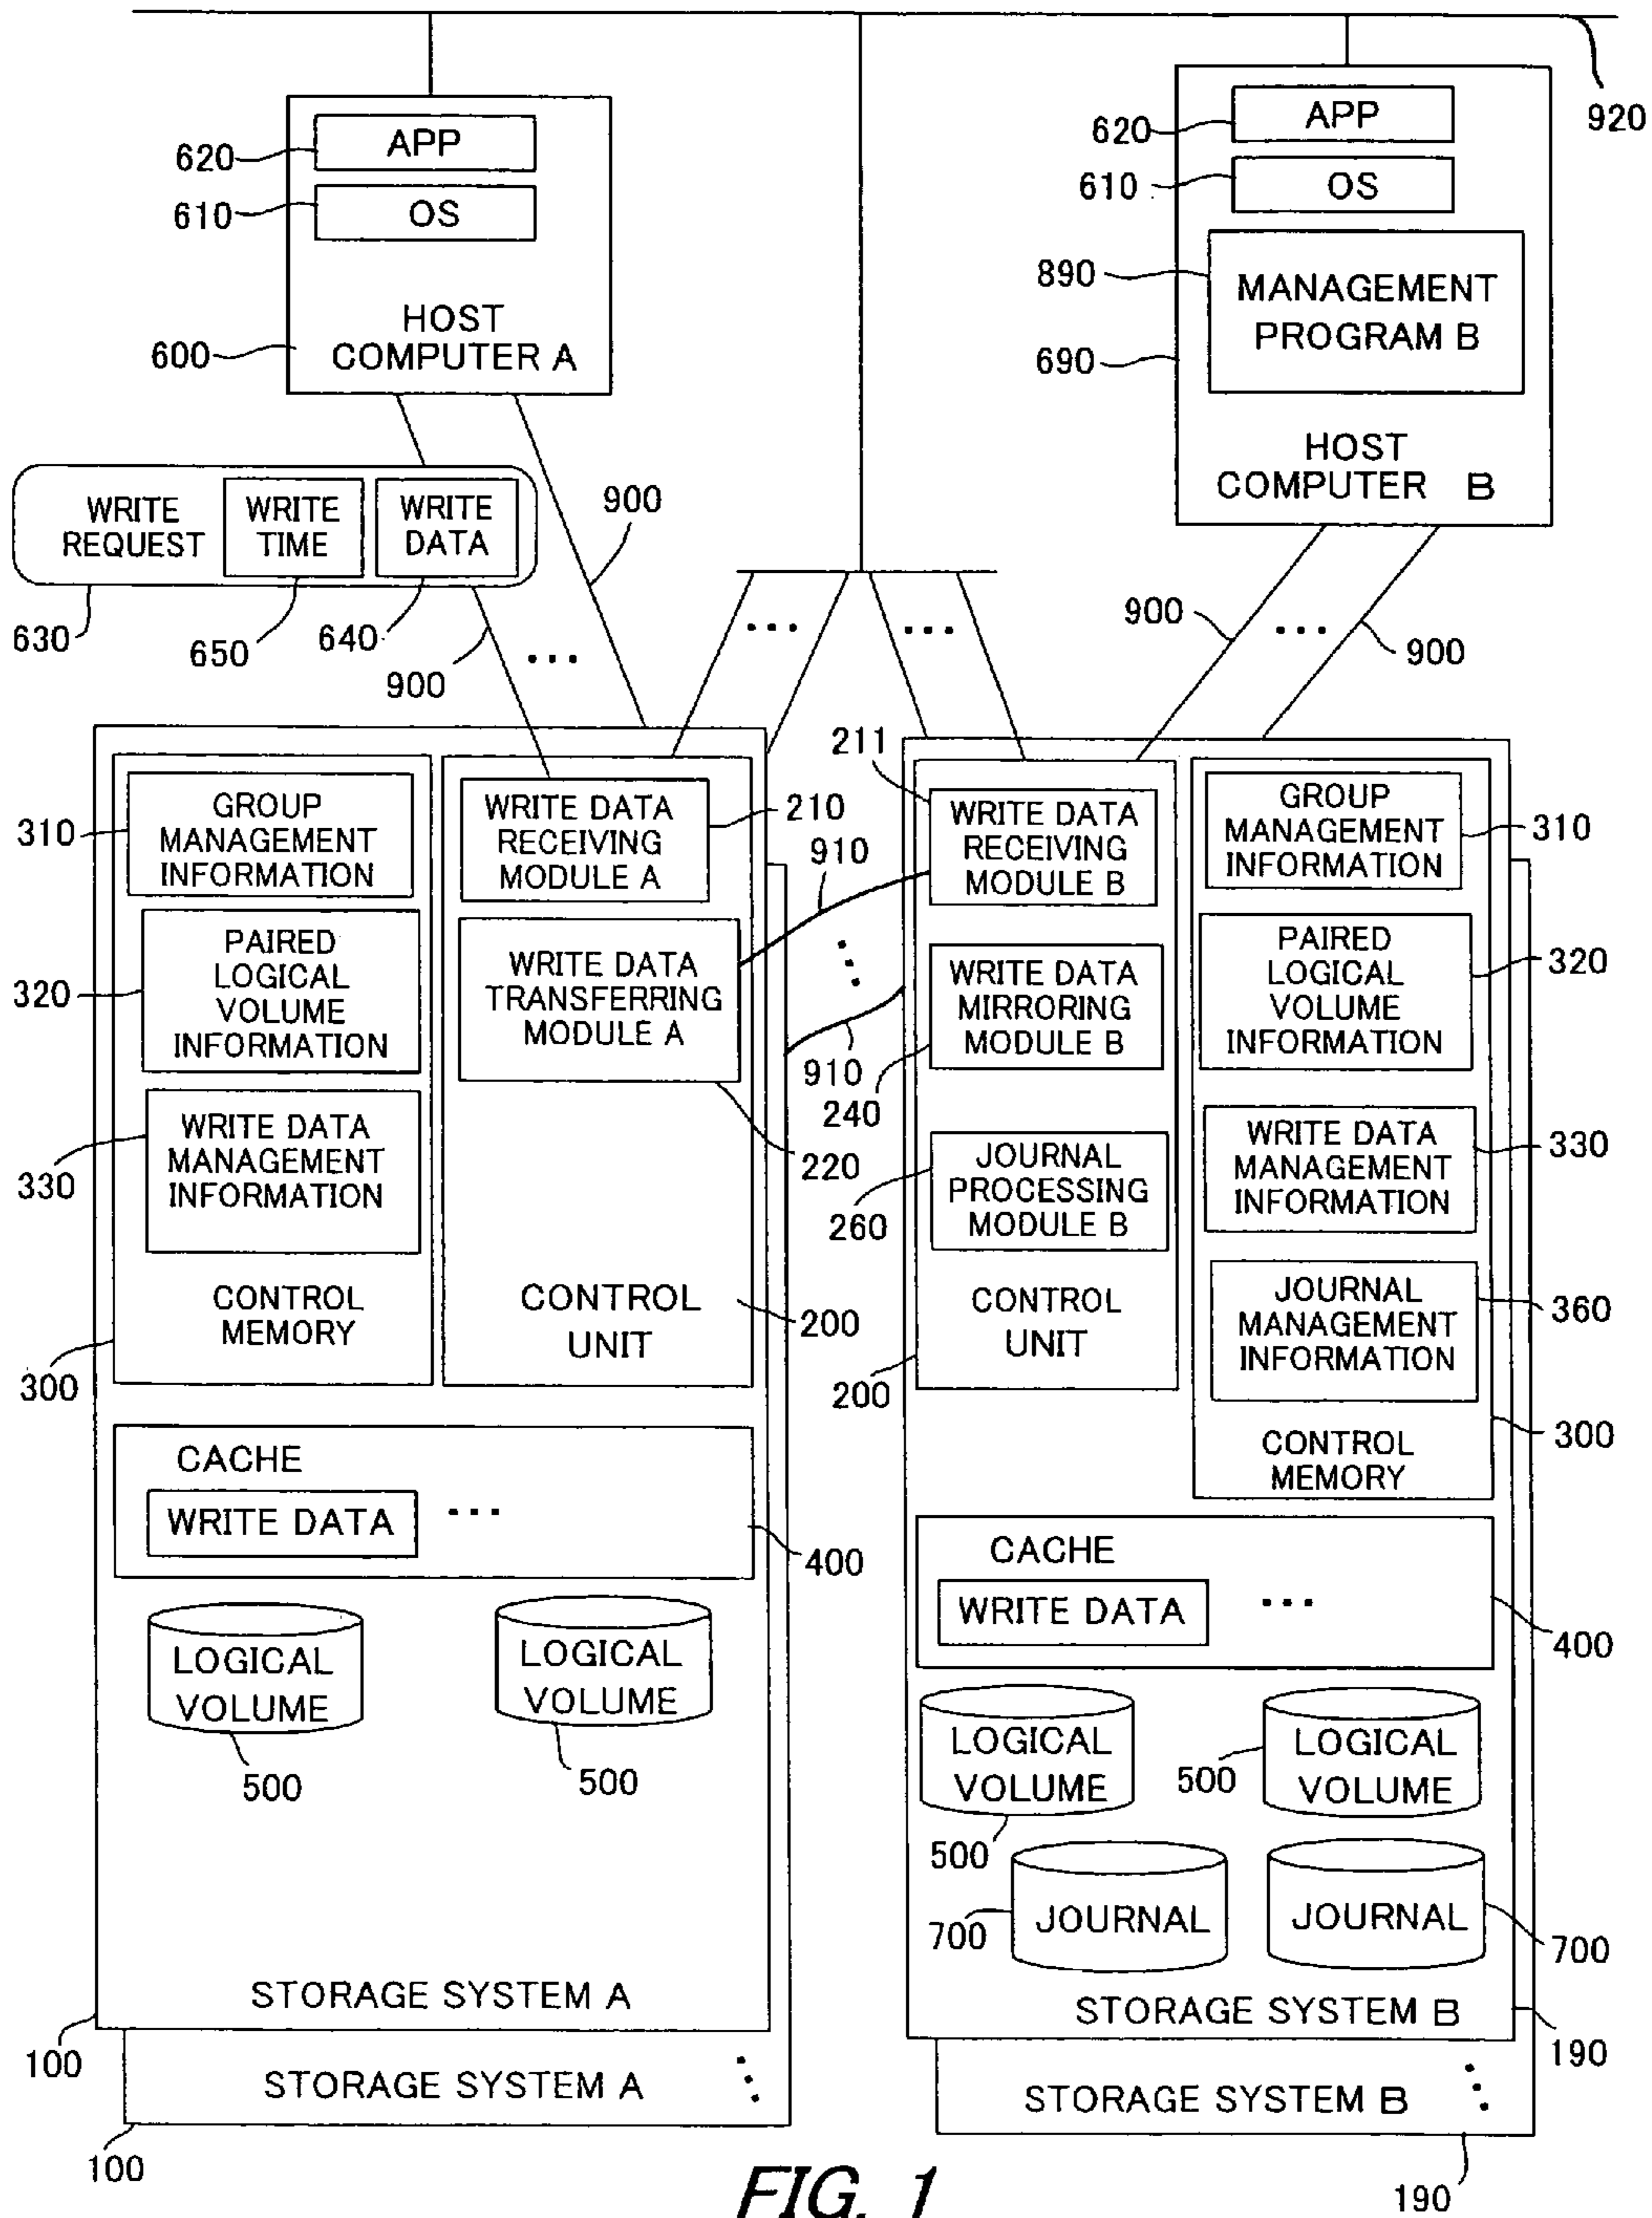 920
APP
620
OS
610
HOST
COMPUTER A
600
APP
620
OS
610
MANAGEMENT
PROGRAM B
890
690
HOST
COMPUTER B
WRITE
REQUEST
WRITE
TIME
WRITE
DATA
630
650
640
900
900
900
900
GROUP
MANAGEMENT
INFORMATION
310
PAIRED
LOGICAL
VOLUME
INFORMATION
320
WRITE DATA
MANAGEMENT
INFORMATION
330
CONTROL
MEMORY
300
WRITE DATA
RECEIVING
MODULE A
210
WRITE DATA
TRANSFERRING
MODULE A
220
CONTROL
UNIT
200
910
910
211
WRITE DATA
RECEIVING
MODULE B
WRITE DATA
MIRRORING
MODULE B
240
JOURNAL
PROCESSING
MODULE B
260
CONTROL
UNIT
200
GROUP
MANAGEMENT
INFORMATION
310
PAIRED
LOGICAL
VOLUME
INFORMATION
320
WRITE DATA
MANAGEMENT
INFORMATION
330
JOURNAL
MANAGEMENT
INFORMATION
360
CONTROL
MEMORY
300
CACHE
WRITE DATA
400
LOGICAL
VOLUME
500
LOGICAL
VOLUME
500
STORAGE SYSTEM A
100
STORAGE SYSTEM A
100
CACHE
WRITE DATA
400
LOGICAL
VOLUME
500
LOGICAL
VOLUME
500
JOURNAL
700
JOURNAL
700
STORAGE SYSTEM B
190
STORAGE SYSTEM B
190
FIG. 1